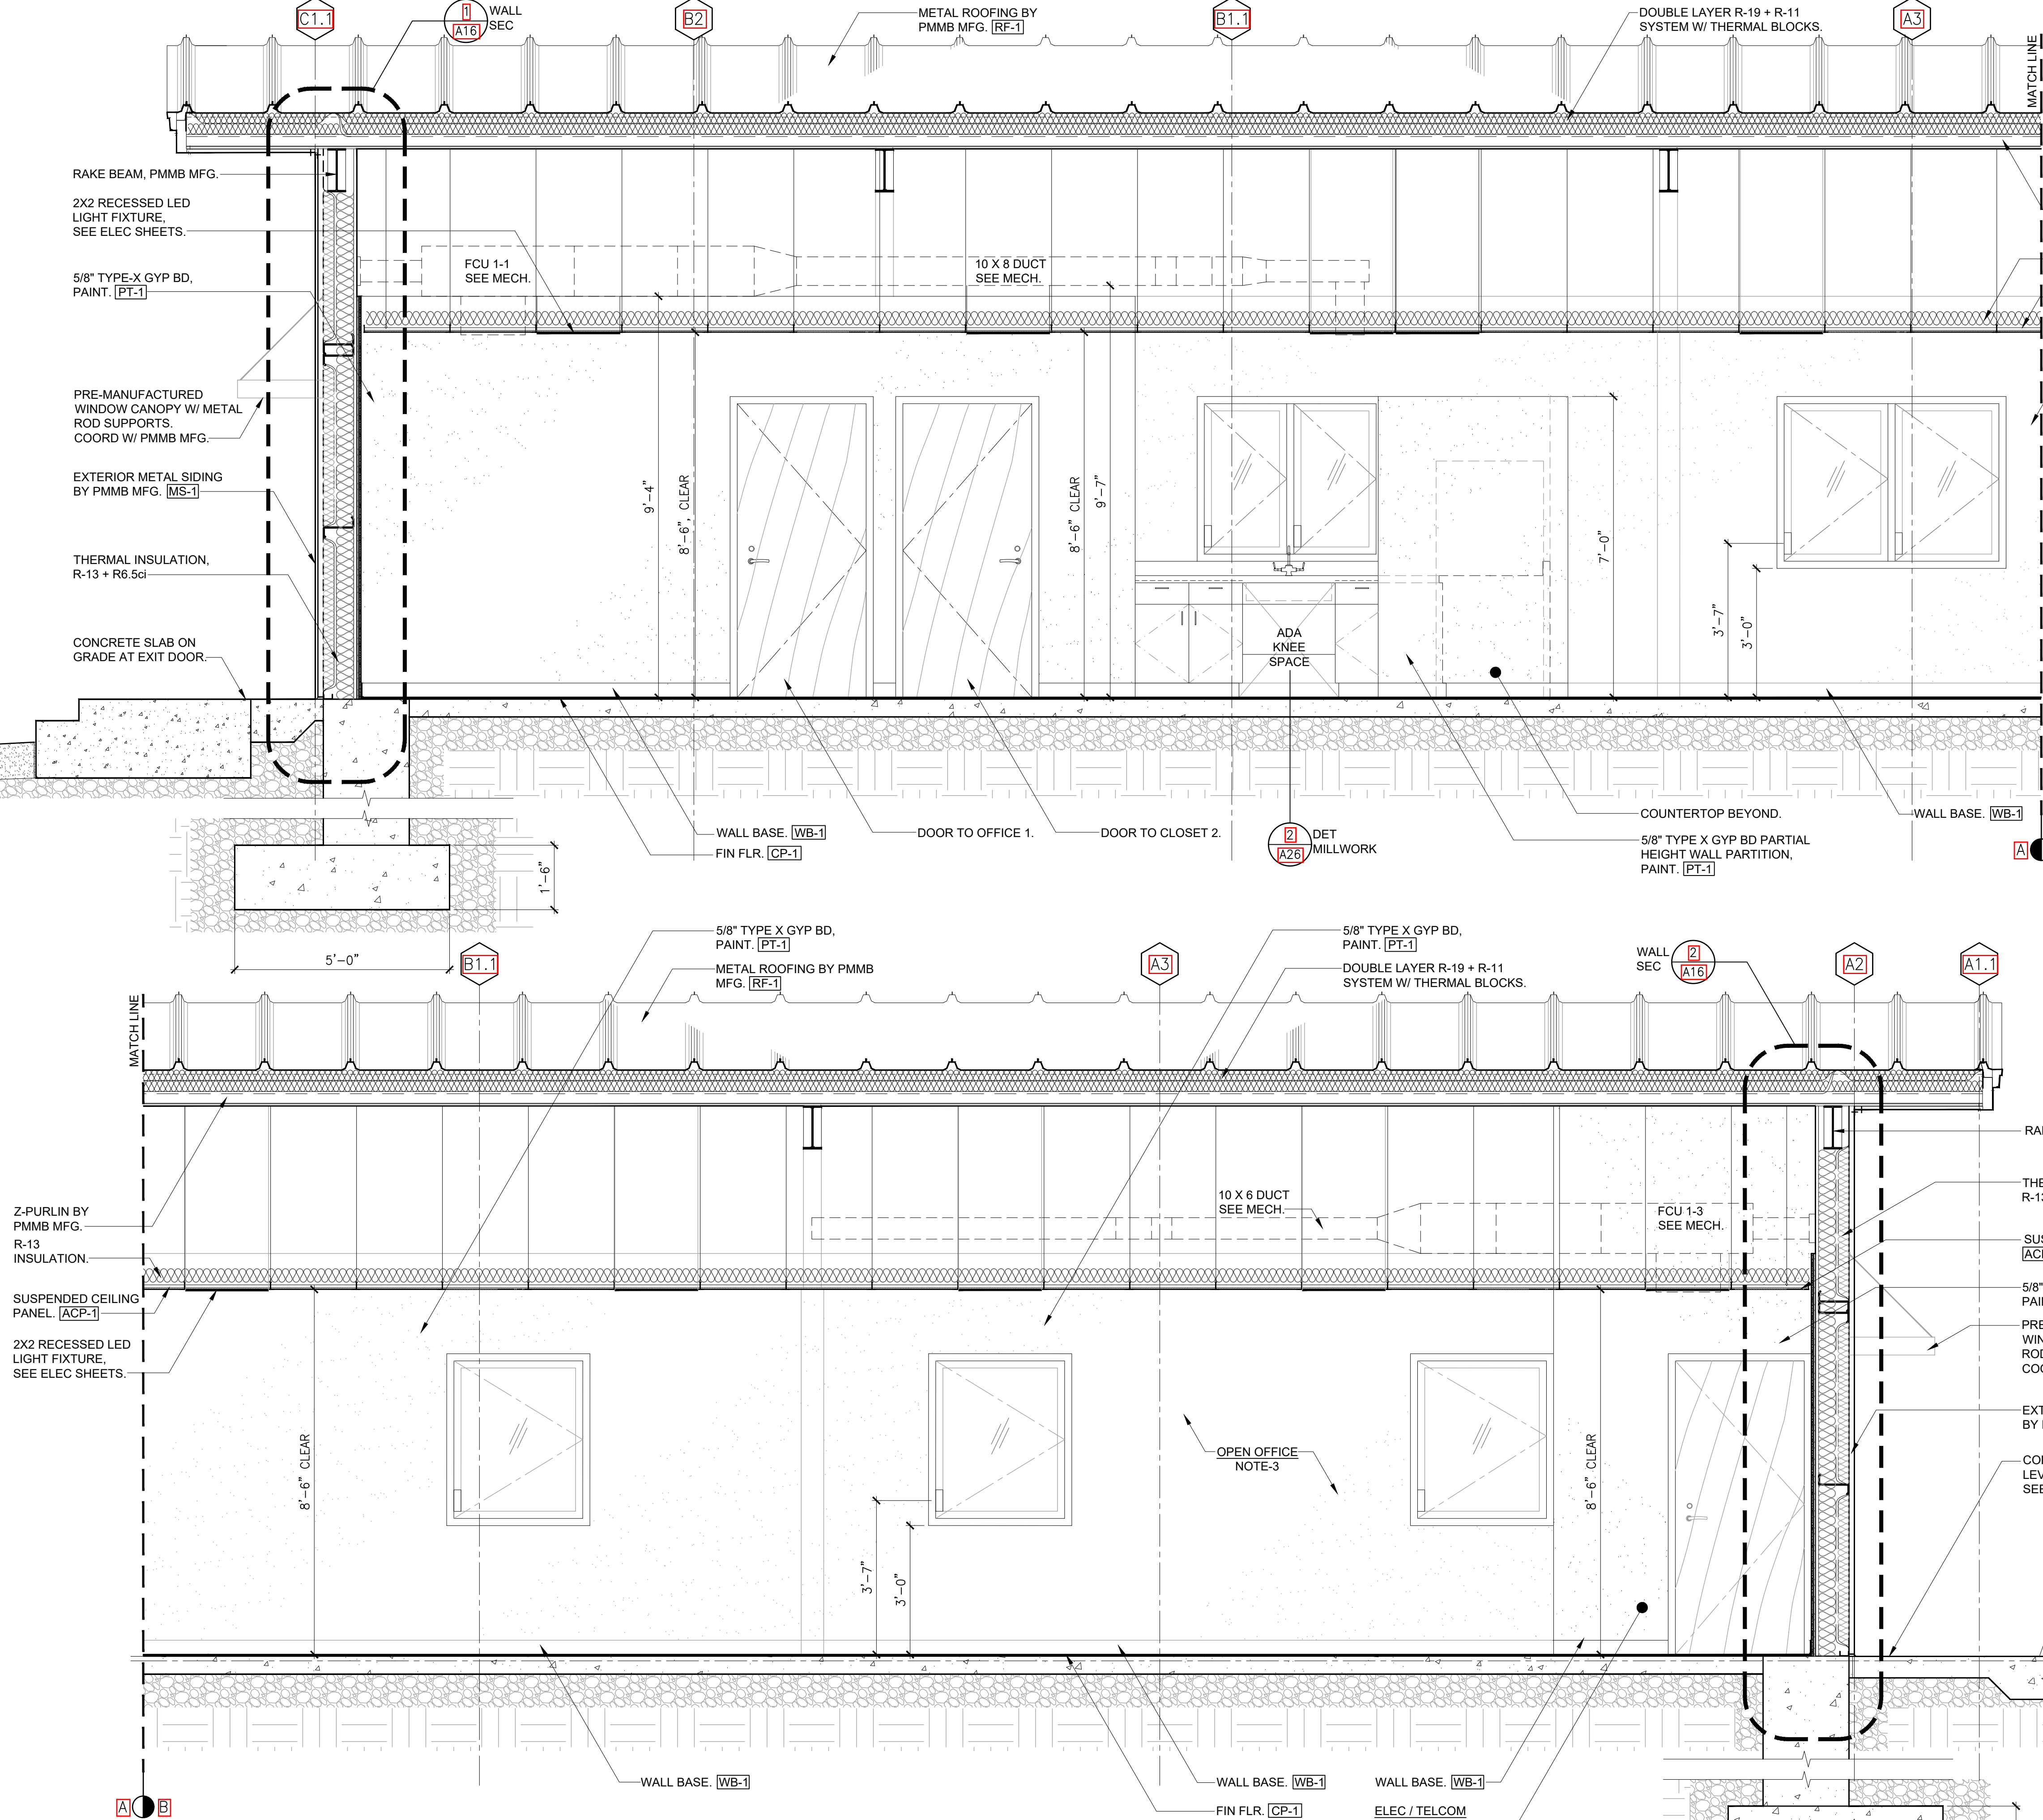 C1.1
1
A16
WALL
SEC
B2
METAL ROOFING BY
PMMB MFG. RF-1
B1.1
DOUBLE LAYER R-19 + R-11
SYSTEM W/ THERMAL BLOCKS.
A3
MATCH LINE
RAKE BEAM, PMMB MFG.
2X2 RECESSED LED
LIGHT FIXTURE,
SEE ELEC SHEETS.
5/8" TYPE-X GYP BD,
PAINT. PT-1
PRE-MANUFACTURED
WINDOW CANOPY W/ METAL
ROD SUPPORTS.
COORD W/ PMMB MFG.
EXTERIOR METAL SIDING
BY PMMB MFG. MS-1
THERMAL INSULATION,
R-13 + R6.5ci
CONCRETE SLAB ON
GRADE AT EXIT DOOR.
FCU 1-1
SEE MECH.
10 X 8 DUCT
SEE MECH.
9'-4"
8'-6", CLEAR
8'-6" CLEAR
9'-7"
7'-0"
3'-7"
3'-0"
ADA
KNEE
SPACE
WALL BASE. WB-1
FIN FLR. CP-1
DOOR TO OFFICE 1.
DOOR TO CLOSET 2.
2
A26
DET
MILLWORK
COUNTERTOP BEYOND.
5/8" TYPE X GYP BD PARTIAL
HEIGHT WALL PARTITION,
PAINT. PT-1
WALL BASE. WB-1
A
1'-6"
5'-0"
MATCH LINE
B1.1
5/8" TYPE X GYP BD,
PAINT. PT-1
METAL ROOFING BY PMMB
MFG. RF-1
A3
5/8" TYPE X GYP BD,
PAINT. PT-1
DOUBLE LAYER R-19 + R-11
SYSTEM W/ THERMAL BLOCKS.
WALL
SEC
2
A16
A2
A1.1
Z-PURLIN BY
PMMB MFG.
R-13
INSULATION.
SUSPENDED CEILING
PANEL. ACP-1
2X2 RECESSED LED
LIGHT FIXTURE,
SEE ELEC SHEETS.
10 X 6 DUCT
SEE MECH.
FCU 1-3
SEE MECH.
8'-6" CLEAR
3'-7"
3'-0"
OPEN OFFICE
NOTE-3
8'-6" CLEAR
5/8"
WALL BASE. WB-1
WALL BASE. WB-1
FIN FLR. CP-1
WALL BASE. WB-1
ELEC / TELCOM
A
B